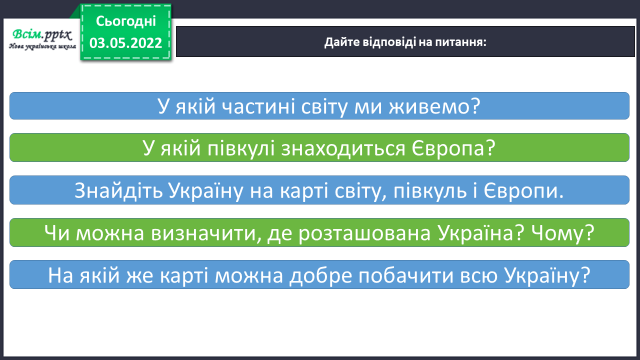 Всім.pptx
Нова українська школа
Сьогодні
03.05.2022
Дайте відповіді на питання:
У якій частині світу ми живемо?
У якій півкулі знаходиться Європа?
Знайдіть Україну на карті світу, півкуль і Європи.
Чи можна визначити, де розташована Україна? Чому?
На якій же карті можна добре побачити всю Україну?